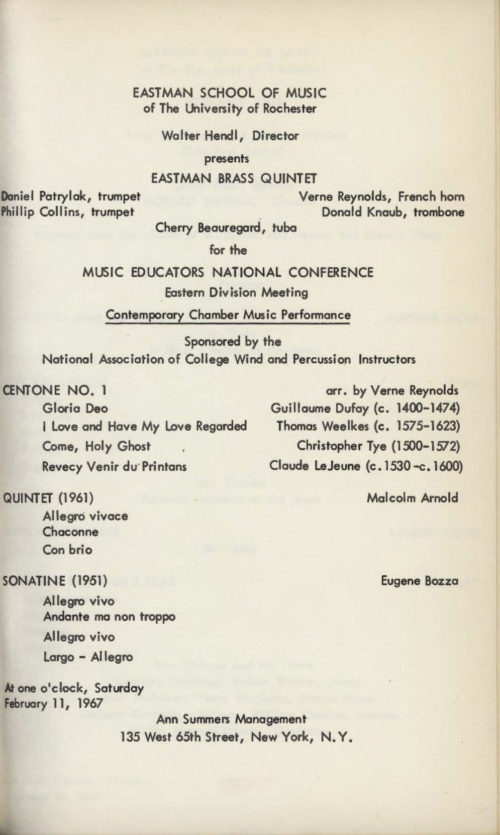 EASTMAN SCHOOL OF MUSIC
of The University of Rochester
Walter Hendl, Director
presents
EASTMAN BRASS QUINTET
Daniel Patrylak, trumpet Verne Reynolds, French horn
Phillip Collins, trumpet Donald Knaub, trombone
Cherry Beauregard, tuba
for the
MUSIC EDUCATORS NATIONAL CONFERENCE
Eastern Division Meeting
Contemporary Chamber Music Performance
Sponsored by the
National Association of College Wind and Percussion Instructors
CENTONE NO. 1 arr. by Verne Reynolds
Gloria Deo Guillaume Dufay (c. 1400-1474)
I Love and Have My Love Regarded Thomas Weelkes (c. 1575-1623)
Come, Holy Ghost Christopher Tye (1500-1572)
Revecy Venir du Printans Claude LeJeune (c. 1530-c. 1600)
QUINTET (1961) Malcolm Arnold
Allegro vivace
Chaconne
Con brio
SONATINE (1951) Eugene Bozza
Allegro vivo
Andante ma non troppo
Allegro vivo
Largo - Allegro
At one o'clock, Saturday
February 11, 1967
Ann Summers Management
135 West 65th Street, New York, N.Y.